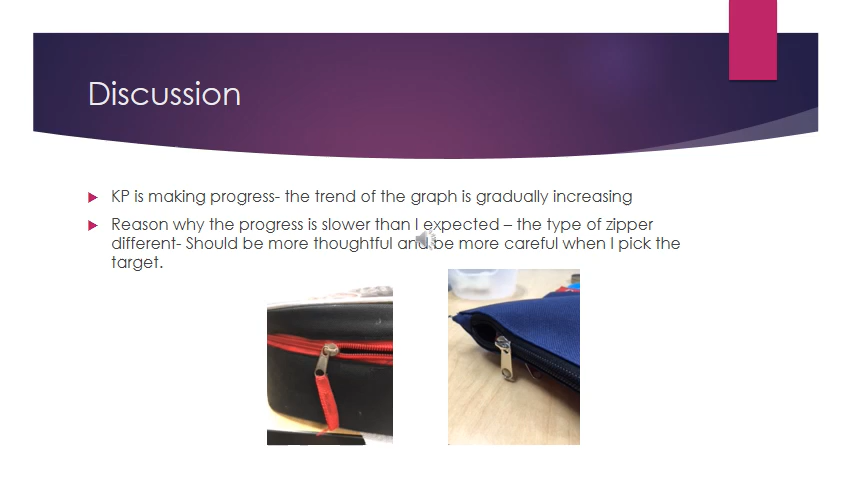 Discussion
KP is making progress- the trend of the graph is gradually increasing
Reason why the progress is slower than I expected – the type of zipper
different- Should be more thoughtful and be more careful when I pick the
target.